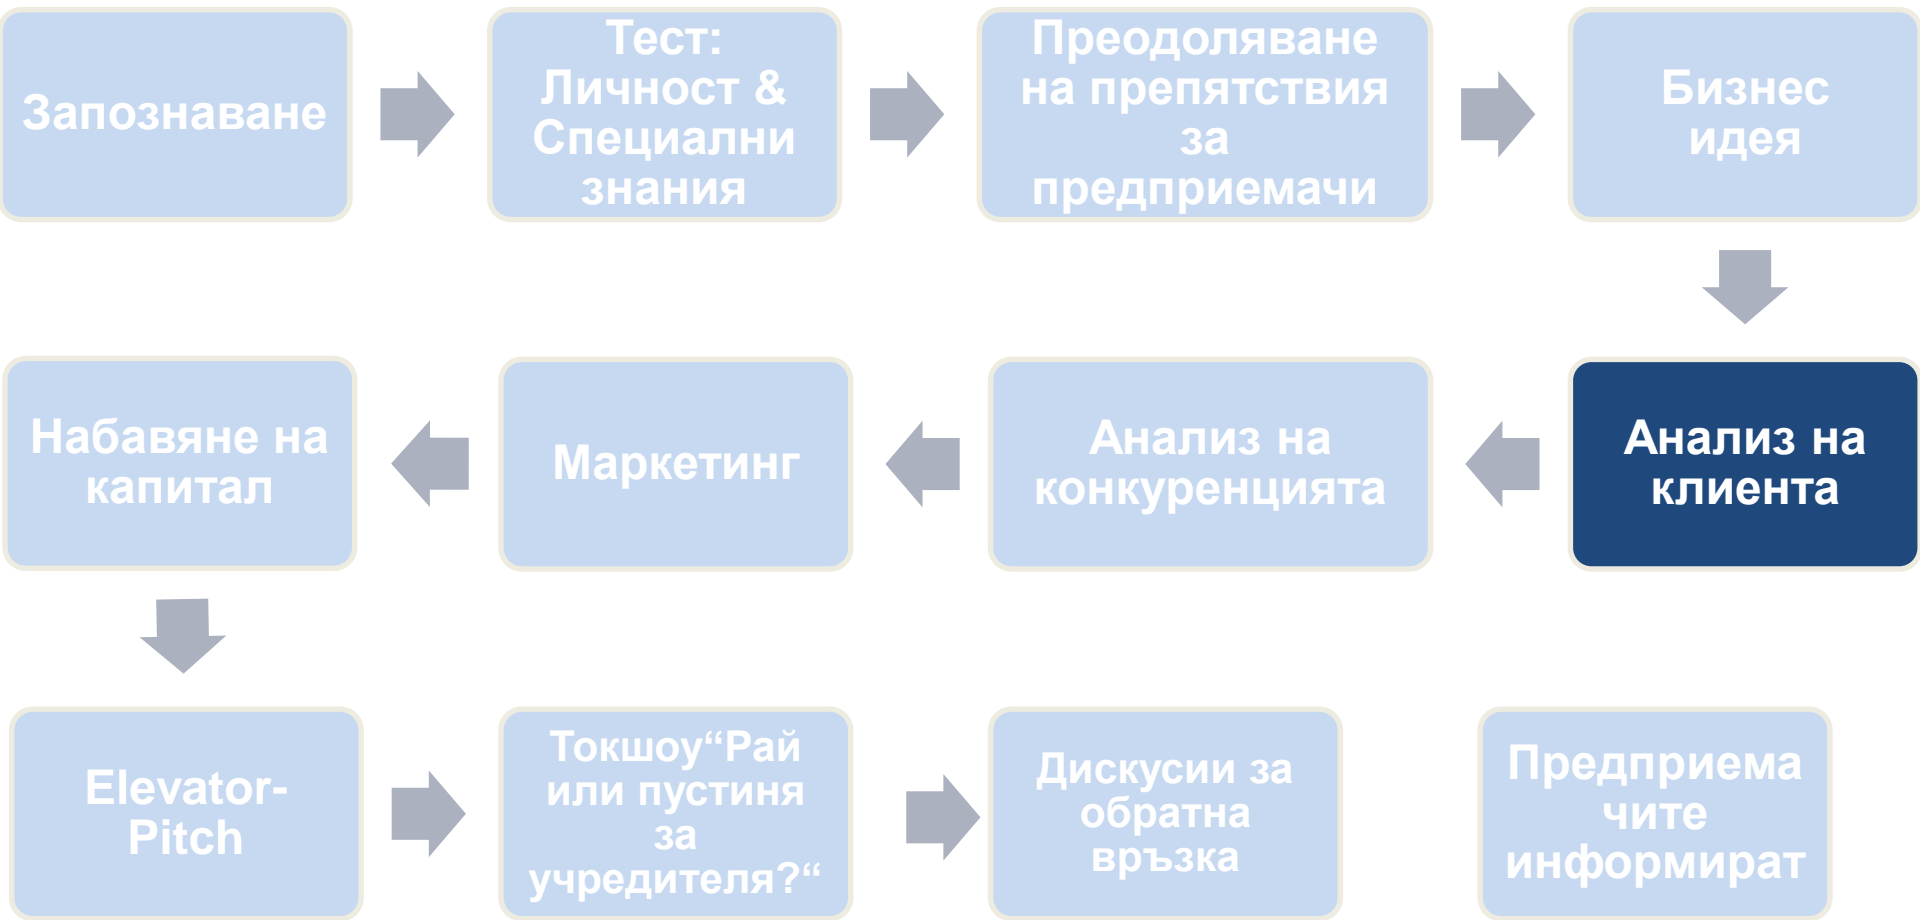 Запознаване
Тест:
Личност &
Специални
знания
Преодоляване
на препятствия
за
предприемачи
Бизнес
идея
Анализ на
клиента
Анализ на
конкуренцията
Маркетинг
Набавяне на
капитал
Elevator-
Pitch
Токшоу“Рай
или пустиня
за
учредителя?“
Дискусии за
обратна
връзка
Предприема
чите
информират